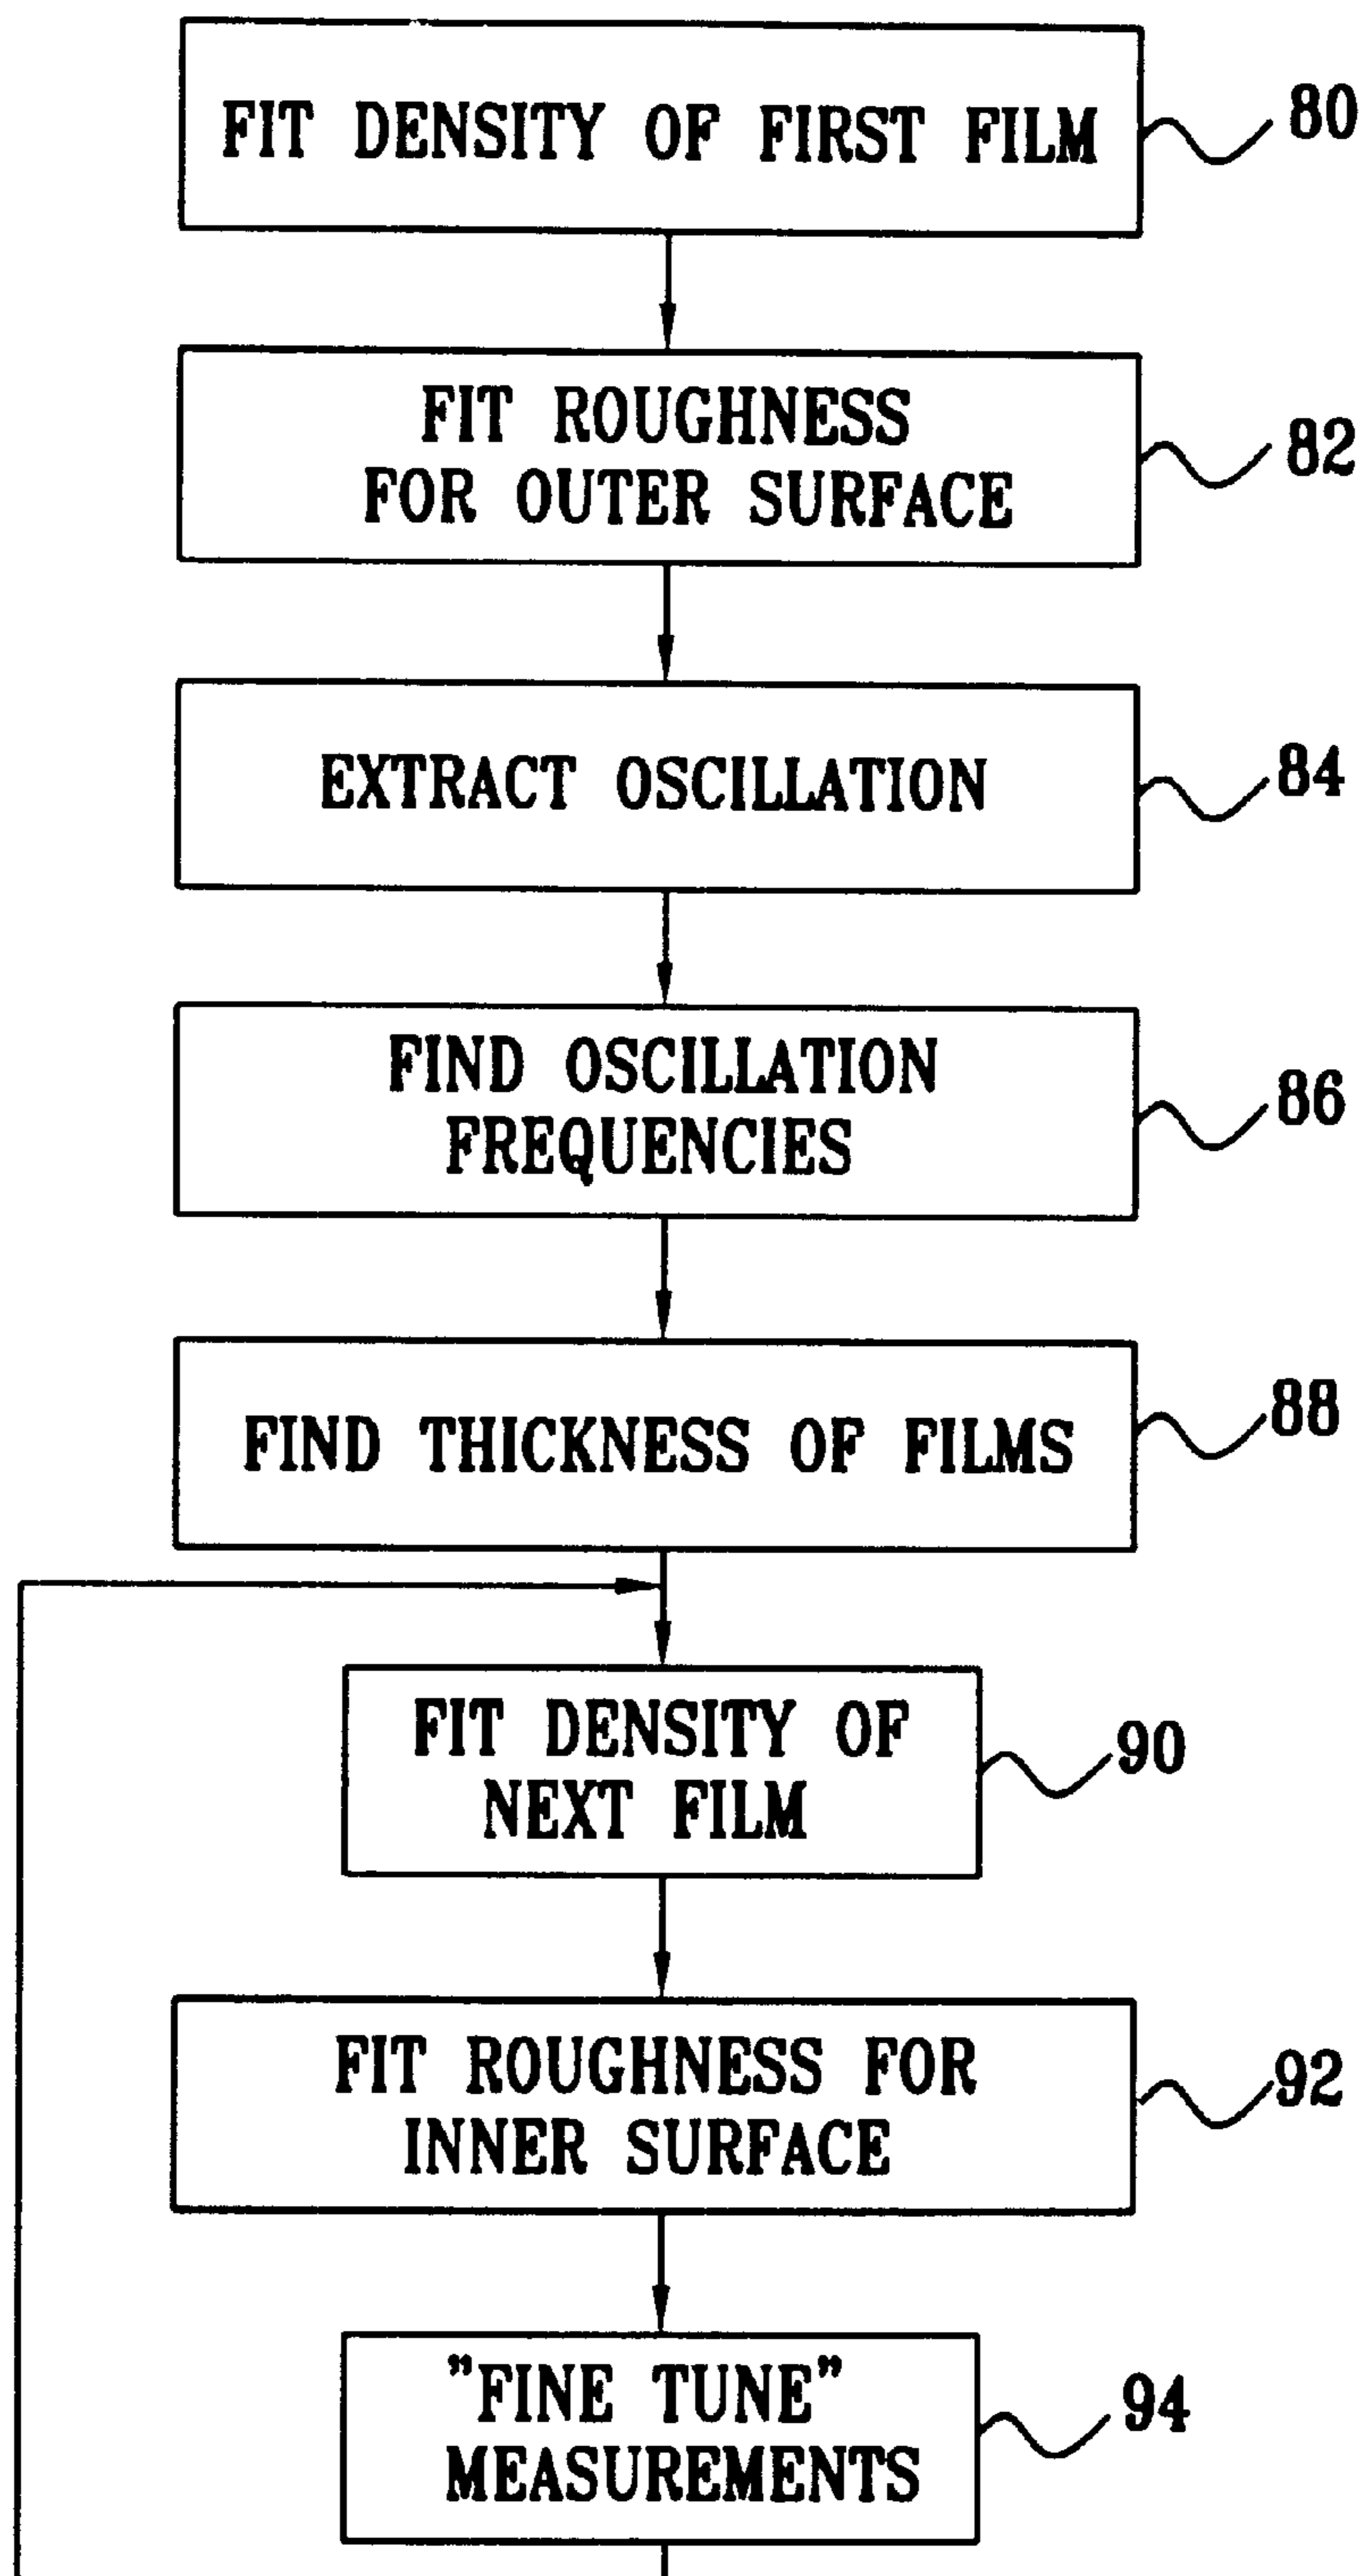 FIT DENSITY OF FIRST FILM
80
FIT ROUGHNESS
FOR OUTER SURFACE
82
EXTRACT OSCILLATION
84
FIND OSCILLATION
FREQUENCIES
86
FIND THICKNESS OF FILMS
88
FIT DENSITY OF
NEXT FILM
90
FIT ROUGHNESS FOR
INNER SURFACE
92
"FINE TUNE"
MEASUREMENTS
94